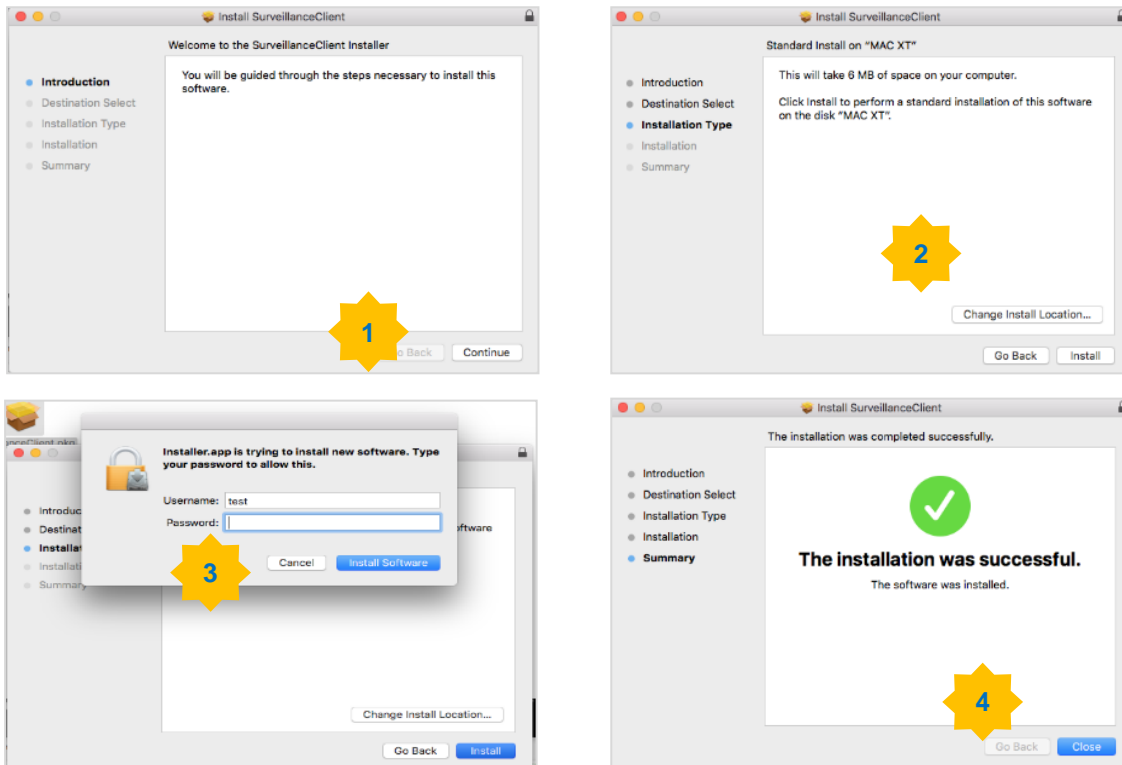 Install SurveillanceClient
Welcome to the SurveillanceClient Installer
Introduction
Destination Select
Installation Type
Installation
Summary
You will be guided through the steps necessary to install this
software.
1
Back
Continue
Install SurveillanceClient
Standard Install on "MAC XT"
Introduction
Destination Select
Installation Type
Installation
Summary
This will take 6 MB of space on your computer.
Click Install to perform a standard installation of this software
on the disk "MAC XT".
2
Change Install Location...
Go Back
Install
Installer.app is trying to install new software. Type
your password to allow this.
Username: test
Password:
3
Cancel
Install Software
Introduc
Destinat
Installat
Installati
Summary
ftware
Change Install Location...
Go Back
Install
Install SurveillanceClient
The installation was completed successfully.
Introduction
Destination Select
Installation Type
Installation
Summary
The installation was successful.
The software was installed.
4
Go Back
Close